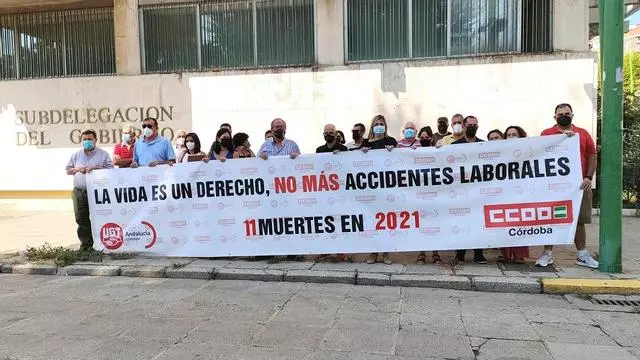 SUBDELEGACION
DEL GOBI
LA VIDA ES UN DERECHO, NO MÁS ACCIDENTES LABORALES
11 MUERTES EN 2021
UGT
Andalucía
CCOO
Córdoba